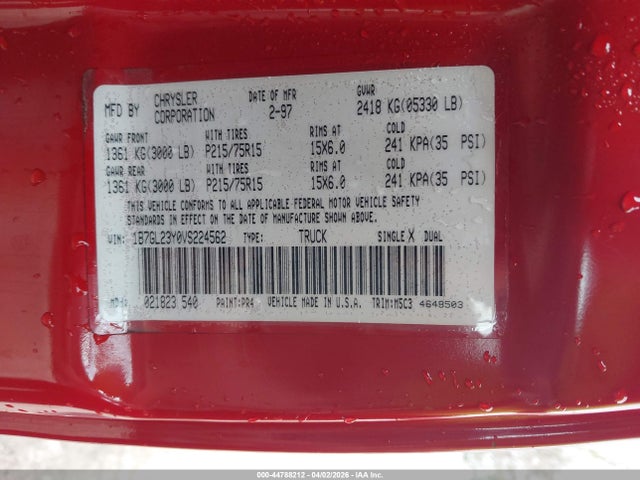 MFD BY CHRYSLER CORPORATION DATE OF MFR 2-97 GVWR 2418 KG(05330 LB)
GAWR FRONT WITH TIRES RIMS AT COLD
1361 KG(3000 LB) P215/75R15 15X6.0 241 KPA(35 PSI)
GAWR REAR WITH TIRES RIMS AT COLD
1361 KG(3000 LB) P215/75R15 15X6.0 241 KPA(35 PSI)
THIS VEHICLE CONFORMS TO ALL APPLICABLE FEDERAL MOTOR VEHICLE SAFETY
STANDARDS IN EFFECT ON THE DATE OF MANUFACTURE SHOWN ABOVE.
VIN: 1B7GL23Y0VS224562 TYPE: TRUCK SINGLE X DUAL
MDH: 021823 540 PAINT:PR4 VEHICLE MADE IN U.S.A. TRIM:M5C3 4648503
000-44788212 - 04/02/2026 - IAA Inc.